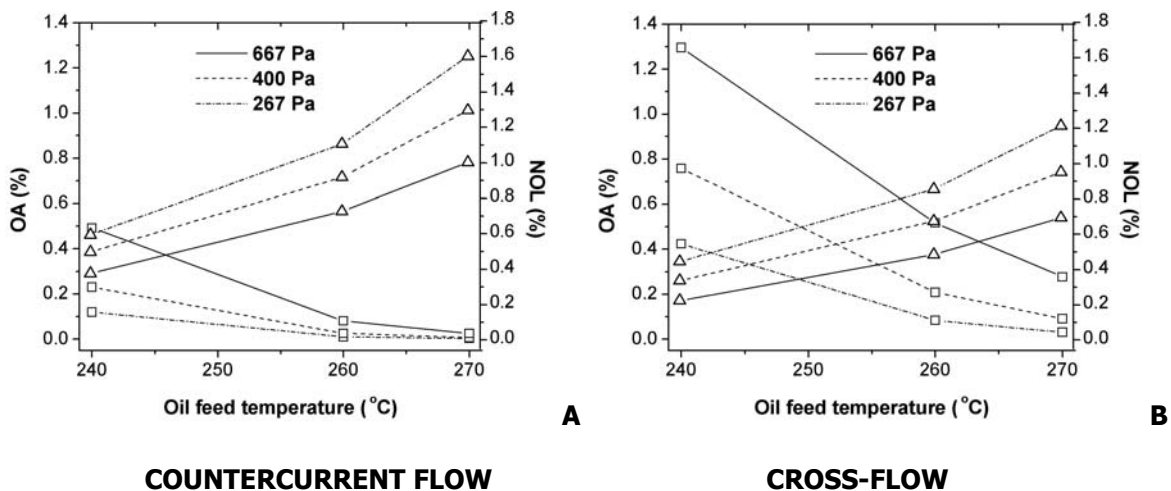 1.4
1.2
1.0
0.8
0.6
0.4
0.2
0.0
OA (%)
667 Pa
400 Pa
267 Pa
1.8
1.6
1.4
1.2
1.0
0.8
0.6
0.4
0.2
0.0
NOL (%)
240 250 260 270
Oil feed temperature (°C)
A
1.4
1.2
1.0
0.8
0.6
0.4
0.2
0.0
OA (%)
667 Pa
400 Pa
267 Pa
1.8
1.6
1.4
1.2
1.0
0.8
0.6
0.4
0.2
0.0
NOL (%)
240 250 260 270
Oil feed temperature (°C)
B
COUNTERCURRENT FLOW
CROSS-FLOW